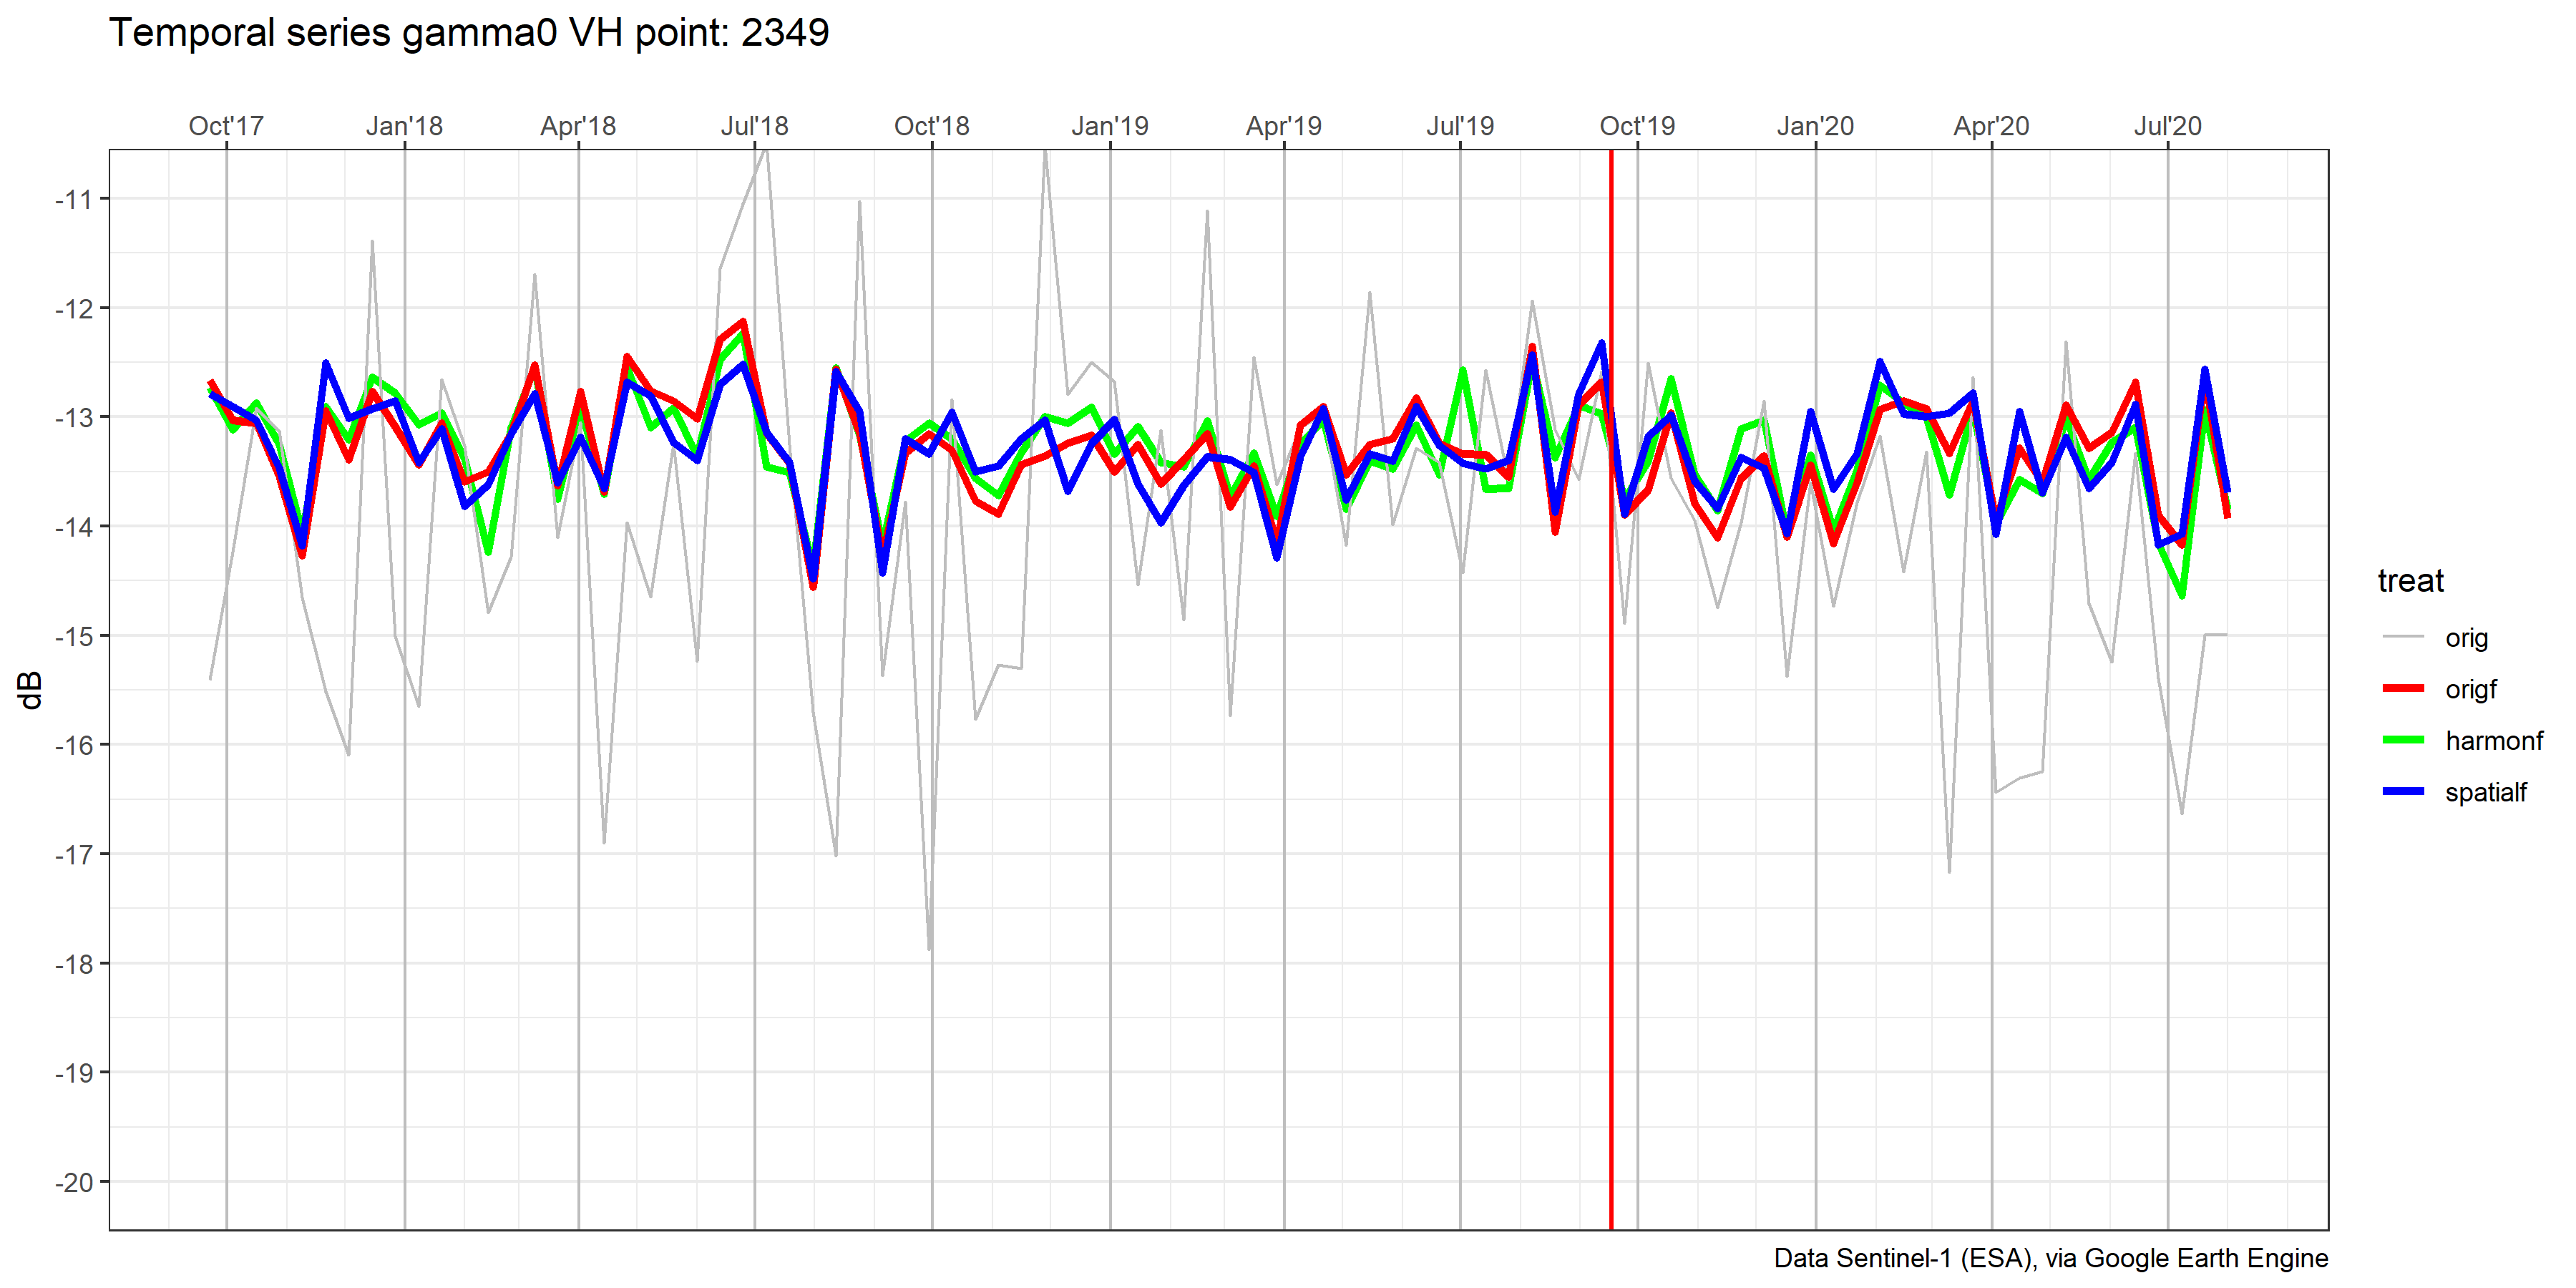 Temporal series gamma0 VH point: 2349
Oct'17 Jan'18 Apr'18 Jul'18 Oct'18 Jan'19 Apr'19 Jul'19 Oct'19 Jan'20 Apr'20 Jul'20
-11
-12
-13
-14
-15
-16
-17
-18
-19
-20
dB
treat
orig
origf
harmonf
spatialf
Data Sentinel-1 (ESA), via Google Earth Engine